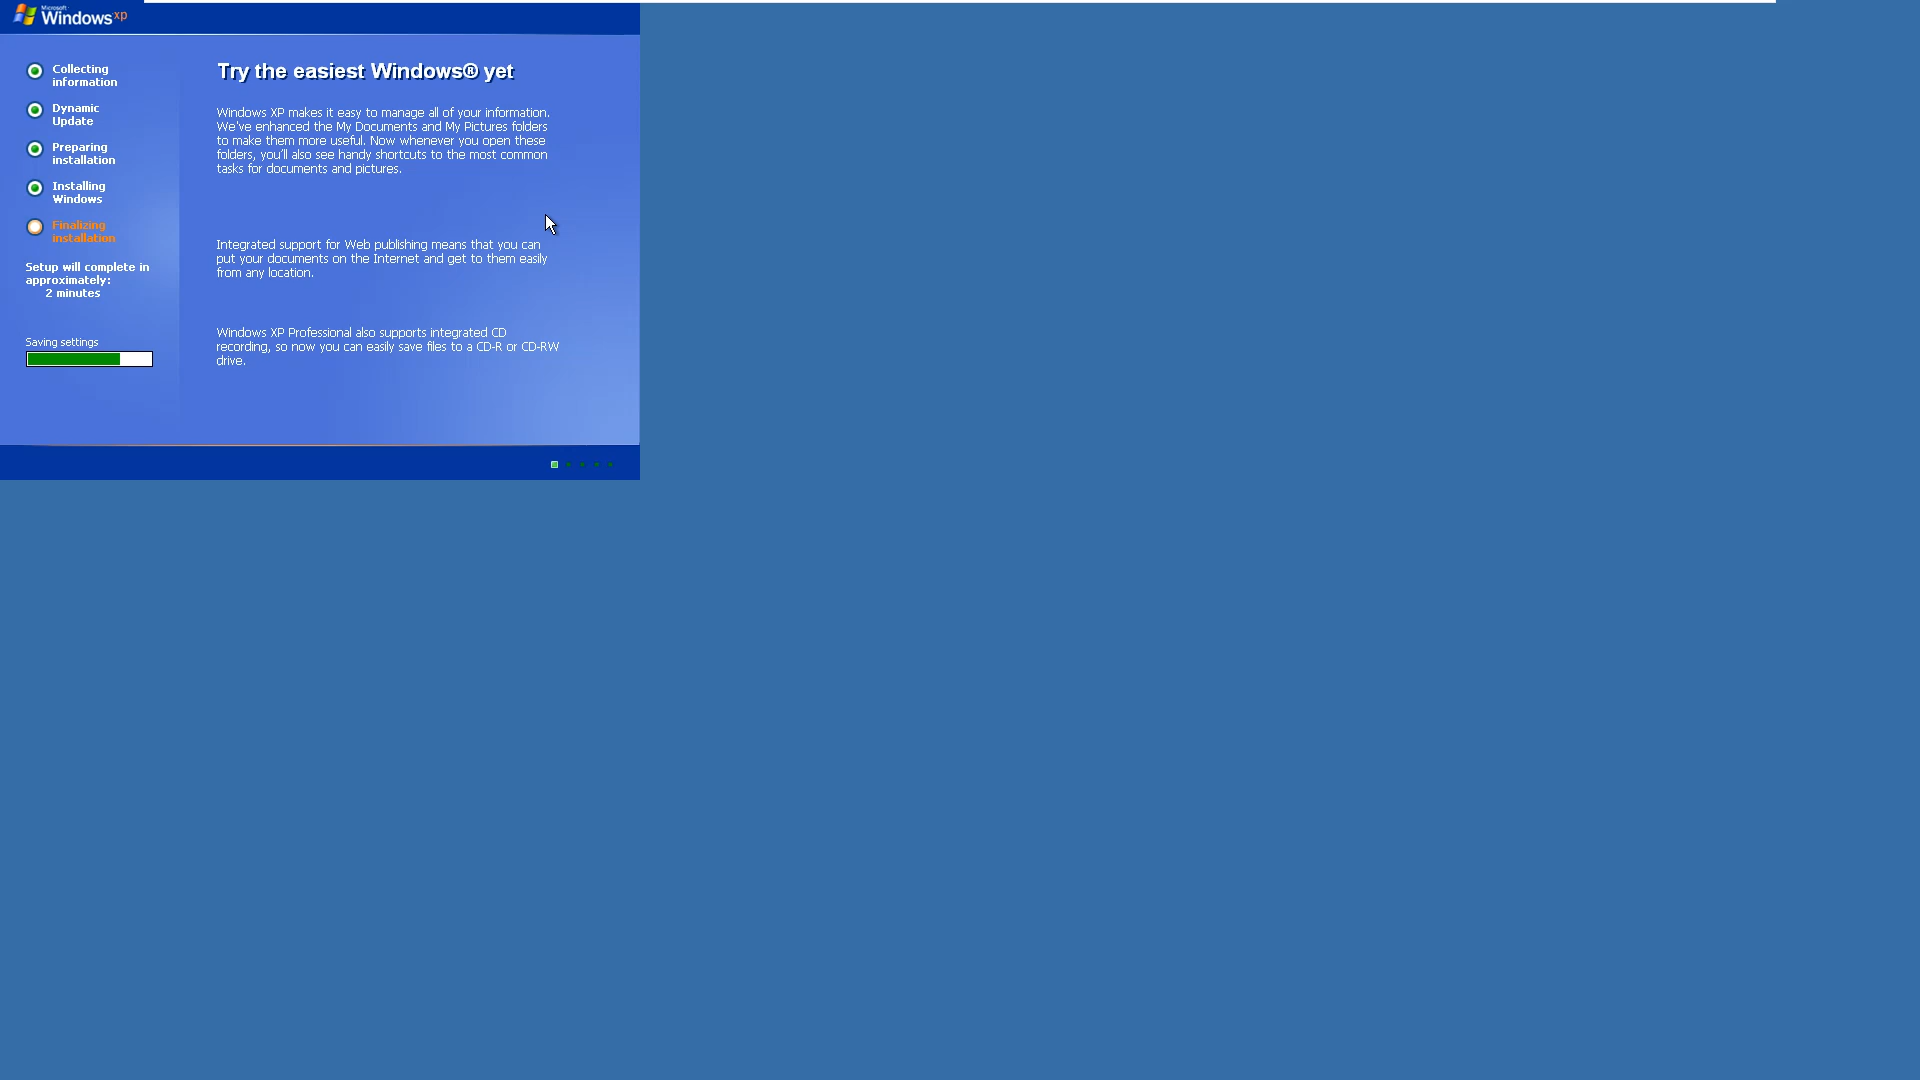 Microsoft
Windows xp
Collecting
information
Dynamic
Update
Preparing
installation
Installing
Windows
Finalizing
installation
Setup will complete in
approximately:
2 minutes
Saving settings
Try the easiest Windows® yet
Windows XP makes it easy to manage all of your information.
We've enhanced the My Documents and My Pictures folders
to make them more useful. Now whenever you open these
folders, you'll also see handy shortcuts to the most common
tasks for documents and pictures.
Integrated support for Web publishing means that you can
put your documents on the Internet and get to them easily
from any location.
Windows XP Professional also supports integrated CD
recording, so now you can easily save files to a CD-R or CD-RW
drive.